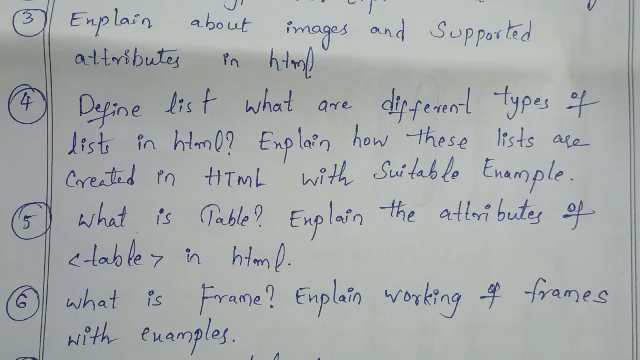 ③ Explain about images and Supported
attributes in html
④ Define list what are different types of
lists in html? Explain how these lists are
Created in HTML with Suitable Example.
⑤ what is Table? Explain the attributes of
<table> in html.
⑥ what is Frame? Explain working of frames
with examples.